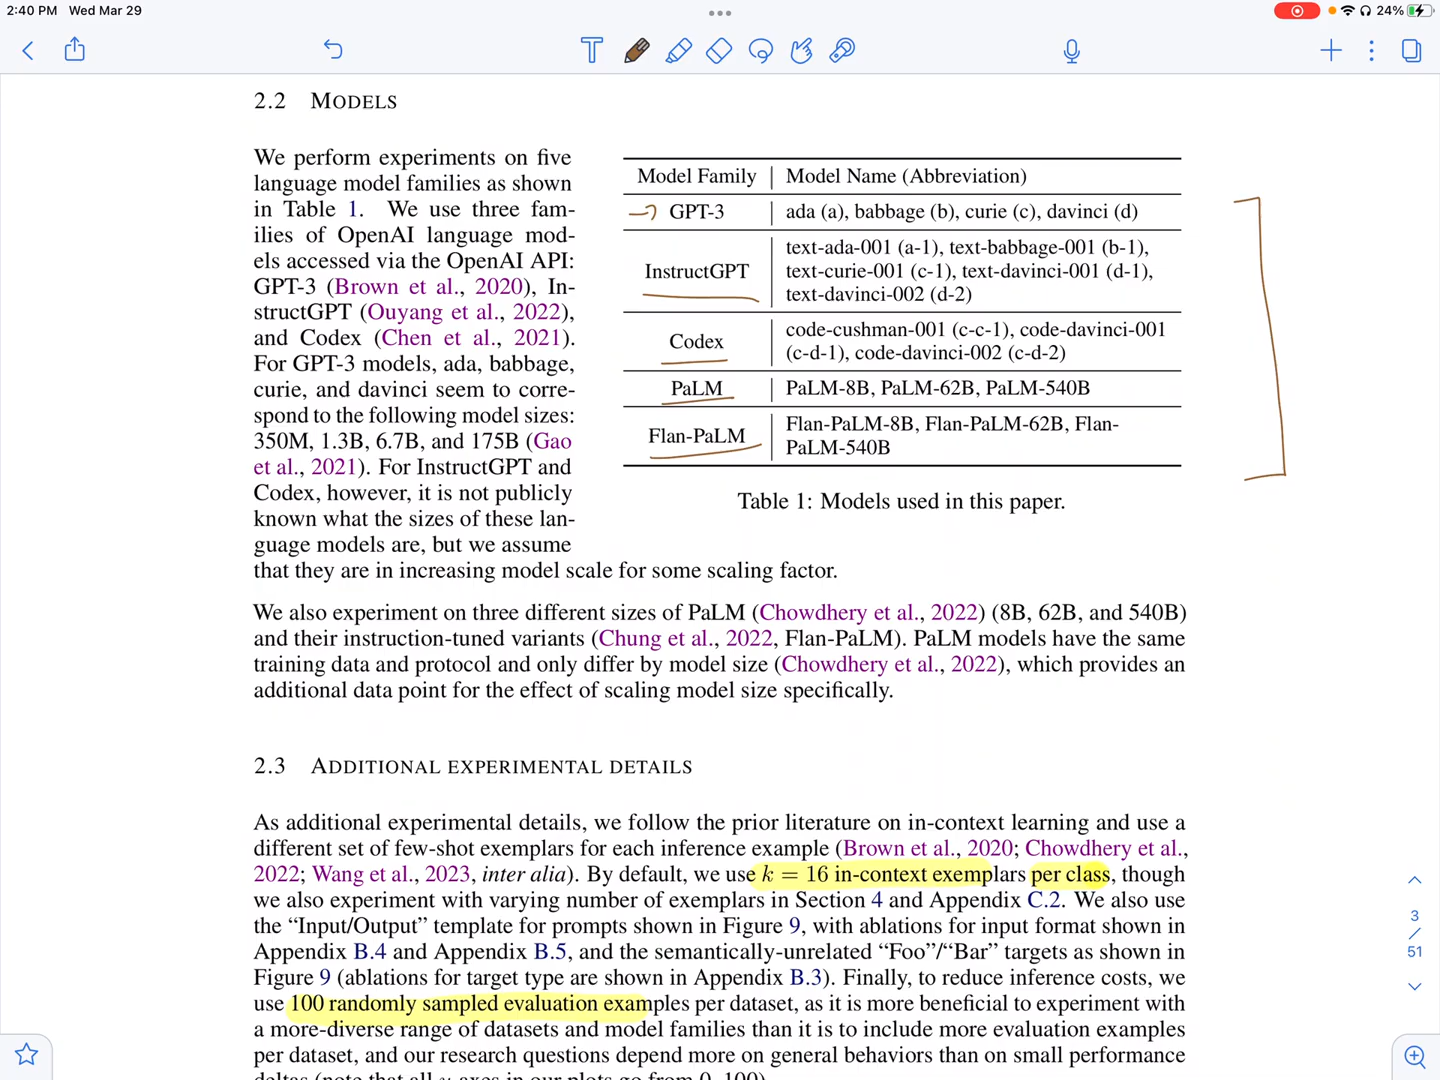 2:40 PM Wed Mar 29
24%
2.2 MODELS
We perform experiments on five
language model families as shown
in Table 1. We use three fam-
ilies of OpenAI language mod-
els accessed via the OpenAI API:
GPT-3 (Brown et al., 2020), In-
structGPT (Ouyang et al., 2022),
and Codex (Chen et al., 2021).
For GPT-3 models, ada, babbage,
curie, and davinci seem to corre-
spond to the following model sizes:
350M, 1.3B, 6.7B, and 175B (Gao
et al., 2021). For InstructGPT and
Codex, however, it is not publicly
known what the sizes of these lan-
guage models are, but we assume
that they are in increasing model scale for some scaling factor.
Model Family | Model Name (Abbreviation)
GPT-3 | ada (a), babbage (b), curie (c), davinci (d)
InstructGPT | text-ada-001 (a-1), text-babbage-001 (b-1),
text-curie-001 (c-1), text-davinci-001 (d-1),
text-davinci-002 (d-2)
Codex | code-cushman-001 (c-c-1), code-davinci-001
(c-d-1), code-davinci-002 (c-d-2)
PaLM | PaLM-8B, PaLM-62B, PaLM-540B
Flan-PaLM | Flan-PaLM-8B, Flan-PaLM-62B, Flan-
PaLM-540B
Table 1: Models used in this paper.
We also experiment on three different sizes of PaLM (Chowdhery et al., 2022) (8B, 62B, and 540B)
and their instruction-tuned variants (Chung et al., 2022, Flan-PaLM). PaLM models have the same
training data and protocol and only differ by model size (Chowdhery et al., 2022), which provides an
additional data point for the effect of scaling model size specifically.
2.3 ADDITIONAL EXPERIMENTAL DETAILS
As additional experimental details, we follow the prior literature on in-context learning and use a
different set of few-shot exemplars for each inference example (Brown et al., 2020; Chowdhery et al.,
2022; Wang et al., 2023, inter alia). By default, we use k = 16 in-context exemplars per class, though
we also experiment with varying number of exemplars in Section 4 and Appendix C.2. We also use
the “Input/Output” template for prompts shown in Figure 9, with ablations for input format shown in
Appendix B.4 and Appendix B.5, and the semantically-unrelated “Foo”/“Bar” targets as shown in
Figure 9 (ablations for target type are shown in Appendix B.3). Finally, to reduce inference costs, we
use 100 randomly sampled evaluation examples per dataset, as it is more beneficial to experiment with
a more-diverse range of datasets and model families than it is to include more evaluation examples
per dataset, and our research questions depend more on general behaviors than on small performance
deltas (note that all y-axes in our plots go from 0–100).
3
/
51